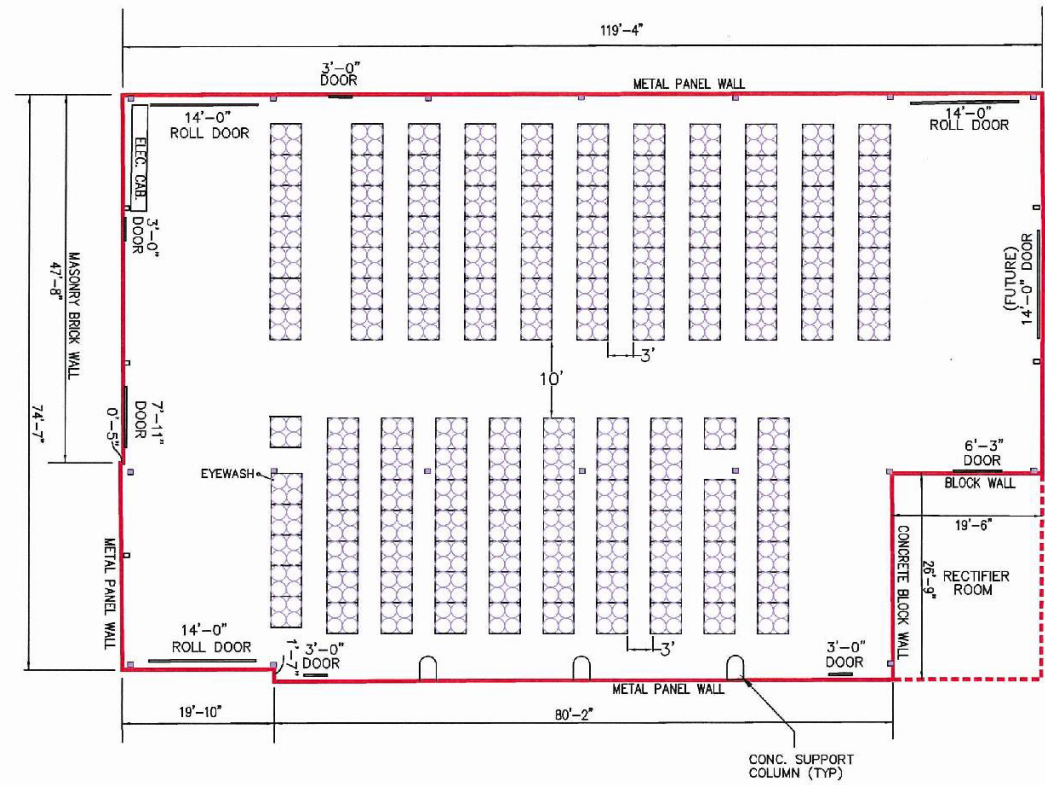 119'-4"
3'-0"
DOOR
METAL PANEL WALL
14'-0"
ROLL DOOR
14'-0"
ROLL DOOR
ELEC. CAB.
3'-0"
DOOR
MASONRY BRICK WALL
47'-8"
74'-7"
(FUTURE)
14'-0" DOOR
3'
10'
7'-11"
DOOR
0'-5"
EYEWASH
6'-3"
DOOR
BLOCK WALL
19'-6"
METAL PANEL WALL
CONCRETE BLOCK WALL
26'-9"
RECTIFIER
ROOM
14'-0"
ROLL DOOR
1'-7"
3'-0"
DOOR
3'
3'-0"
DOOR
METAL PANEL WALL
19'-10"
80'-2"
CONC. SUPPORT
COLUMN (TYP)